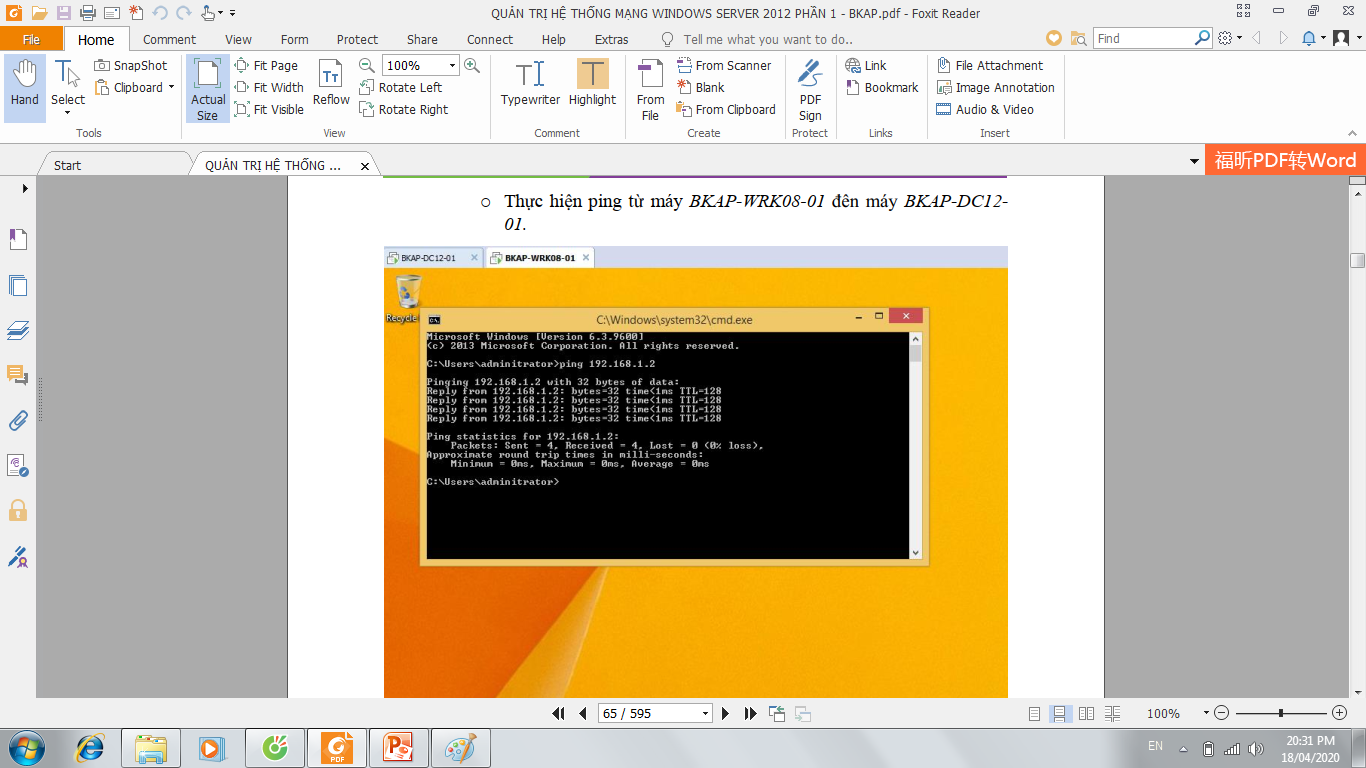 QUẢN TRỊ HỆ THỐNG MẠNG WINDOWS SERVER 2012 PHẦN 1 - BKAP.pdf - Foxit Reader
File Home Comment View Form Protect Share Connect Help Extras Tell me what you want to do.. Find
Hand
Select
SnapShot
Clipboard
Tools
Actual Size
Fit Page
Fit Width
Fit Visible
Reflow
100%
Rotate Left
Rotate Right
View
Typewriter
Highlight
Comment
From File
From Scanner
Blank
From Clipboard
Create
PDF Sign
Protect
Link
Bookmark
Links
File Attachment
Image Annotation
Audio & Video
Insert
Start
QUẢN TRỊ HỆ THỐNG ...
福昕PDF转Word
o Thực hiện ping từ máy BKAP-WRK08-01 đên máy BKAP-DC12-
01.
BKAP-DC12-01 BKAP-WRK08-01
Recycle
C:\Windows\system32\cmd.exe
Microsoft Windows [Version 6.3.9600]
(c) 2013 Microsoft Corporation. All rights reserved.
C:\Users\adminitrator>ping 192.168.1.2
Pinging 192.168.1.2 with 32 bytes of data:
Reply from 192.168.1.2: bytes=32 time<1ms TTL=128
Reply from 192.168.1.2: bytes=32 time<1ms TTL=128
Reply from 192.168.1.2: bytes=32 time<1ms TTL=128
Reply from 192.168.1.2: bytes=32 time<1ms TTL=128
Ping statistics for 192.168.1.2:
Packets: Sent = 4, Received = 4, Lost = 0 (0% loss),
Approximate round trip times in milli-seconds:
Minimum = 0ms, Maximum = 0ms, Average = 0ms
C:\Users\adminitrator>
65 / 595
100%
EN
20:31 PM
18/04/2020